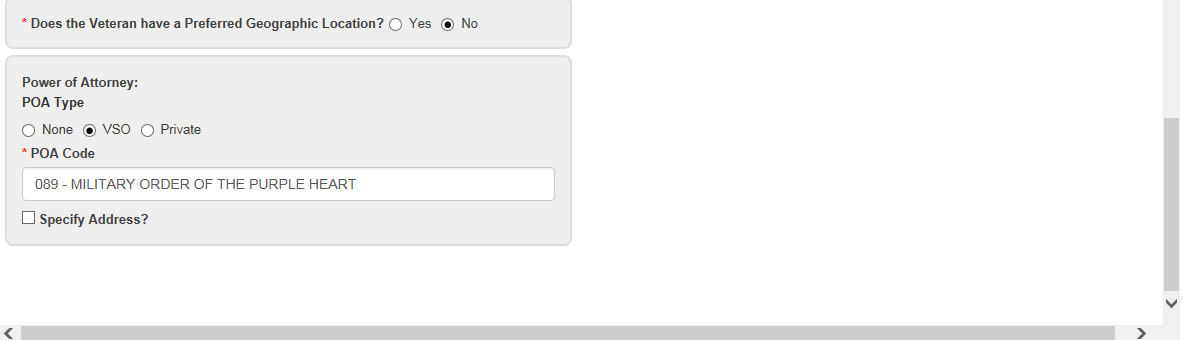 * Does the Veteran have a Preferred Geographic Location? Yes No
Power of Attorney:
POA Type
None VSO Private
* POA Code
089 - MILITARY ORDER OF THE PURPLE HEART
Specify Address?